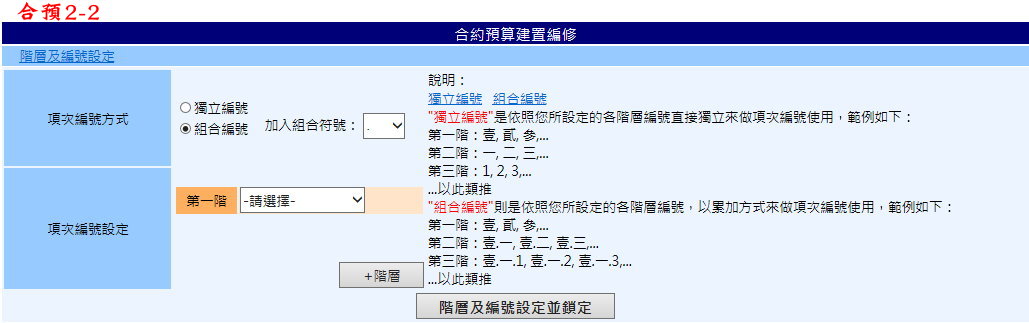 合預2-2
合約預算建置編修
階層及編號設定
項次編號方式
獨立編號
組合編號 加入組合符號： .
說明：
獨立編號 組合編號
"獨立編號"是依照您所設定的各階層編號直接獨立來做項次編號使用，範例如下：
第一階：壹, 貳, 參,...
第二階：一, 二, 三,...
第三階：1, 2, 3,...
...以此類推
"組合編號"則是依照您所設定的各階層編號，以累加方式來做項次編號使用，範例如下：
第一階：壹, 貳, 參,...
第二階：壹.一, 壹.二, 壹.三,...
第三階：壹.一.1, 壹.一.2, 壹.一.3,...
...以此類推
項次編號設定
第一階 -請選擇-
+階層
階層及編號設定並鎖定